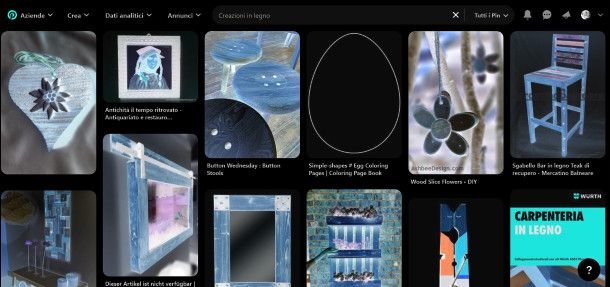 Aziende
Crea
Dati analitici
Annunci
Creazioni in legno
Tutti i Pin
Antichità il tempo ritrovato -
Antiquariato e restauro...
Button Wednesday : Button
Stools
Simple-shapes # Egg Coloring
Pages | Coloring Page Book
AshbeeDesign.com
Wood Slice Flowers • DIY
Sgabello Bar in legno Teak di
recupero - Mercatino Balneare
Dieser Artikel ist nicht verfügbar |
WÜRTH
CARPENTERIA
IN LEGNO
?